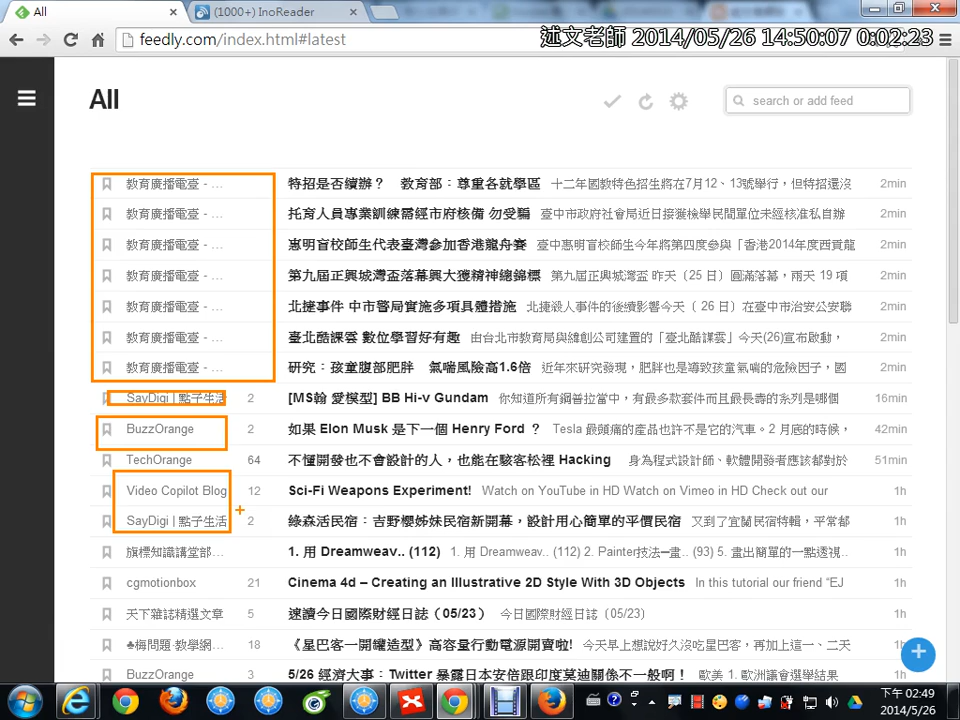 All
(1000+) InoReader
feedly.com/index.html#latest
述文老師 2014/05/26 14:50:07 0:02:23
All
search or add feed
教育廣播電臺 - ... 特招是否續辦？ 教育部：尊重各就學區 十二年國教特色招生將在7月12、13號舉行，但特招還沒 2min
教育廣播電臺 - ... 托育人員專業訓練需經市府核備 勿受騙 臺中市政府社會局近日接獲檢舉民間單位未經核准私自辦 2min
教育廣播電臺 - ... 惠明盲校師生代表臺灣參加香港龍舟賽 臺中惠明盲校師生今年將第四度參與「香港2014年度西貢龍 2min
教育廣播電臺 - ... 第九屆正興城灣盃落幕興大獲精神總錦標 第九屆正興城灣盃 昨天（25 日）圓滿落幕，兩天 19 項 2min
教育廣播電臺 - ... 北捷事件 中市警局實施多項具體措施 北捷殺人事件的後續影響今天（ 26 日）在臺中市治安公安聯 2min
教育廣播電臺 - ... 臺北酷課雲 數位學習好有趣 由台北市教育局與緯創公司建置的「臺北酷課雲」今天(26)宣布啟動， 2min
教育廣播電臺 - ... 研究：孩童腹部肥胖 氣喘風險高1.6倍 近年來研究發現，肥胖也是導致孩童氣喘的危險因子，國 2min
SayDigi | 點子生活 2 [MS翰 愛模型] BB Hi-v Gundam 你知道所有鋼普拉當中，有最多款套件而且最長壽的系列是哪個 16min
BuzzOrange 2 如果 Elon Musk 是下一個 Henry Ford ？ Tesla 最頭痛的產品也許不是它的汽車。2 月底的時候， 42min
TechOrange 64 不懂開發也不會設計的人，也能在駭客松裡 Hacking 身為程式設計師、軟體開發者應該都對於 51min
Video Copilot Blog 12 Sci-Fi Weapons Experiment! Watch on YouTube in HD Watch on Vimeo in HD Check out our 1h
SayDigi | 點子生活 2 綠森活民宿：吉野櫻姊妹民宿新開幕，設計用心簡單的平價民宿 又到了宜蘭民宿特輯，平常都 1h
旗標知識講堂部... 1. 用 Dreamweav.. (112) 1. 用 Dreamweav.. (112) 2. Painter技法─畫.. (93) 5. 畫出簡單的一點透視... 1h
cgmotionbox 21 Cinema 4d – Creating an Illustrative 2D Style With 3D Objects In this tutorial our friend “EJ 1h
天下雜誌精選文章 5 速讀今日國際財經日誌（05/23） 今日國際財經日誌（05/23） 1h
♣梅問題‧教學網... 18 《星巴客一開罐造型》高容量行動電源開賣啦! 今天早上想說好久沒吃星巴客，再加上這一、二天 1h
BuzzOrange 3 5/26 經濟大事：Twitter 暴露日本安倍跟印度莫迪關係不一般啊！ 歐美 1. 歐洲議會選舉結果 1h
下午 02:49
2014/5/26